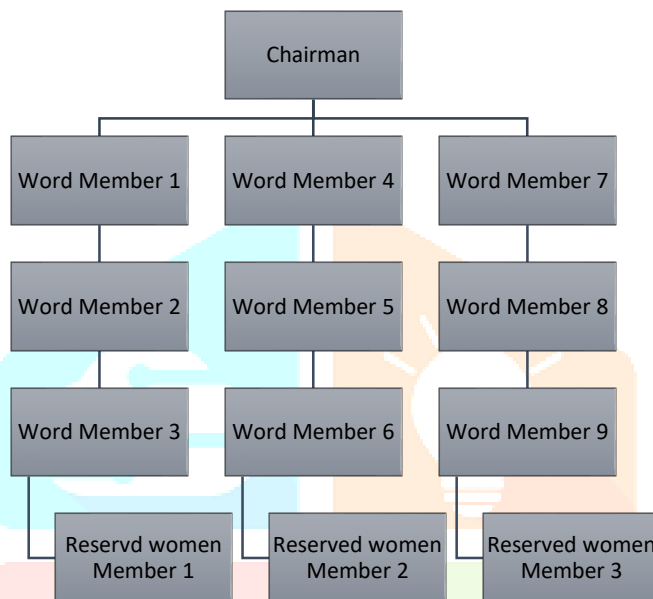 Chairman
Word Member 1
Word Member 4
Word Member 7
Word Member 2
Word Member 5
Word Member 8
Word Member 3
Word Member 6
Word Member 9
Reservd women
Member 1
Reserved women
Member 2
Reserved women
Member 3